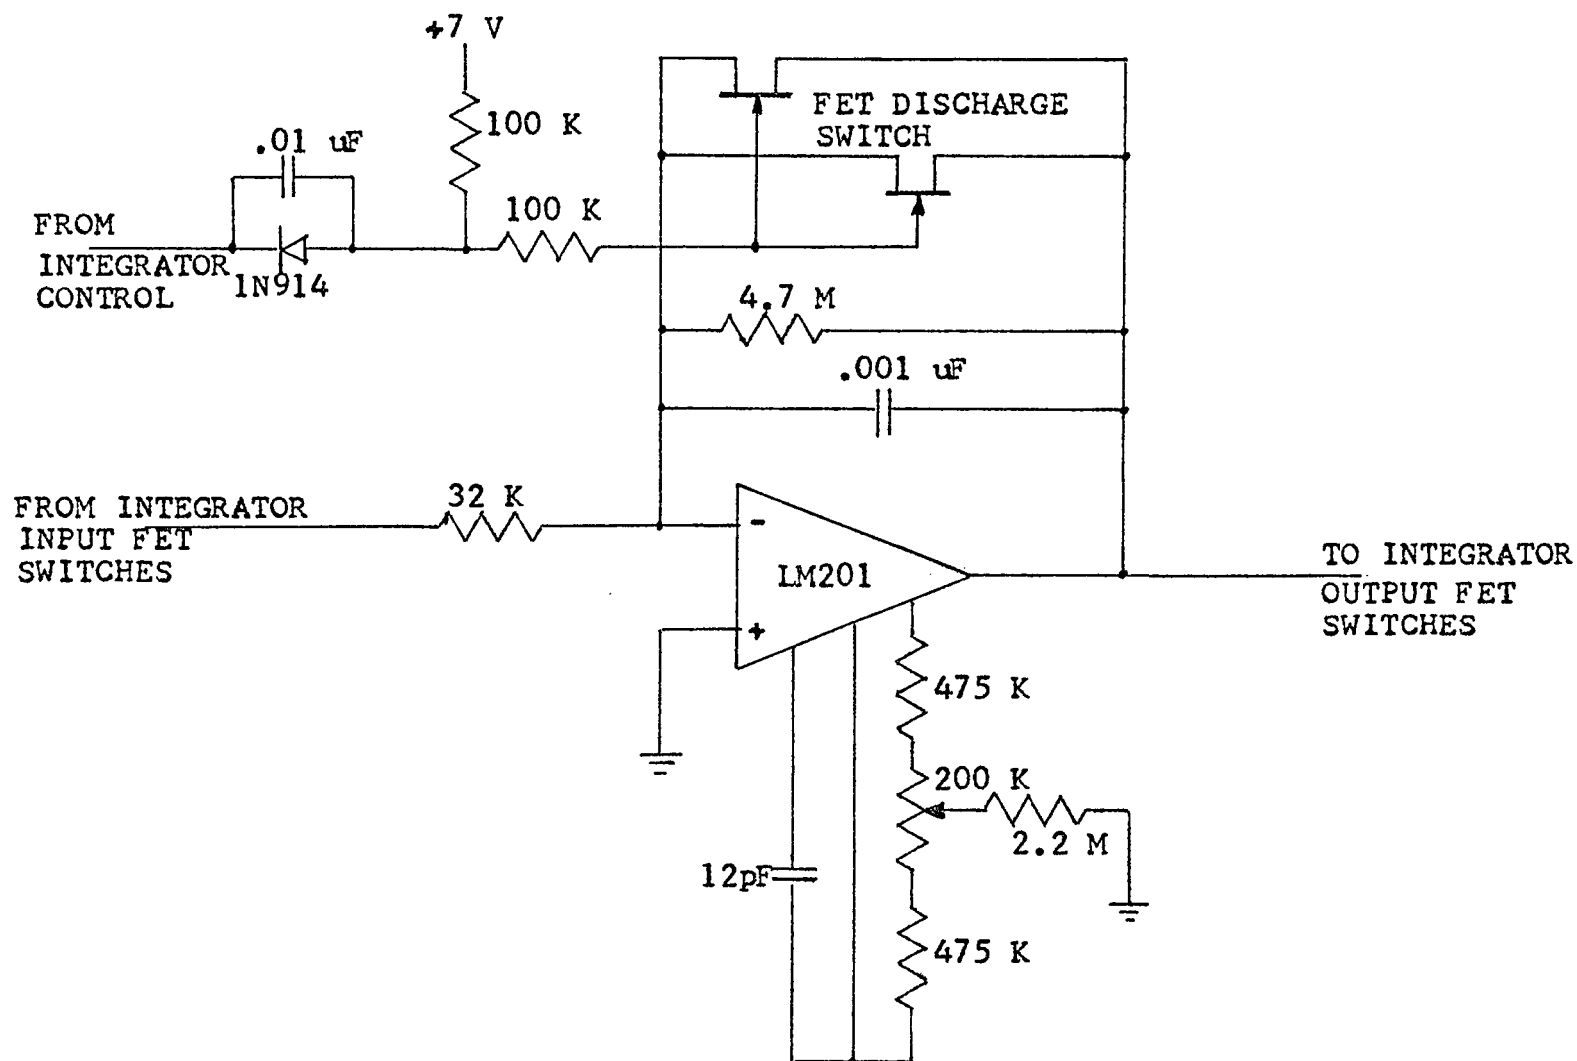 +7 V
100 K
.01 uF
FET DISCHARGE
SWITCH
100 K
FROM
INTEGRATOR
CONTROL
1N914
4.7 M
.001 uF
32 K
FROM INTEGRATOR
INPUT FET
SWITCHES
-
LM201
+
TO INTEGRATOR
OUTPUT FET
SWITCHES
475 K
200 K
2.2 M
12pF
475 K